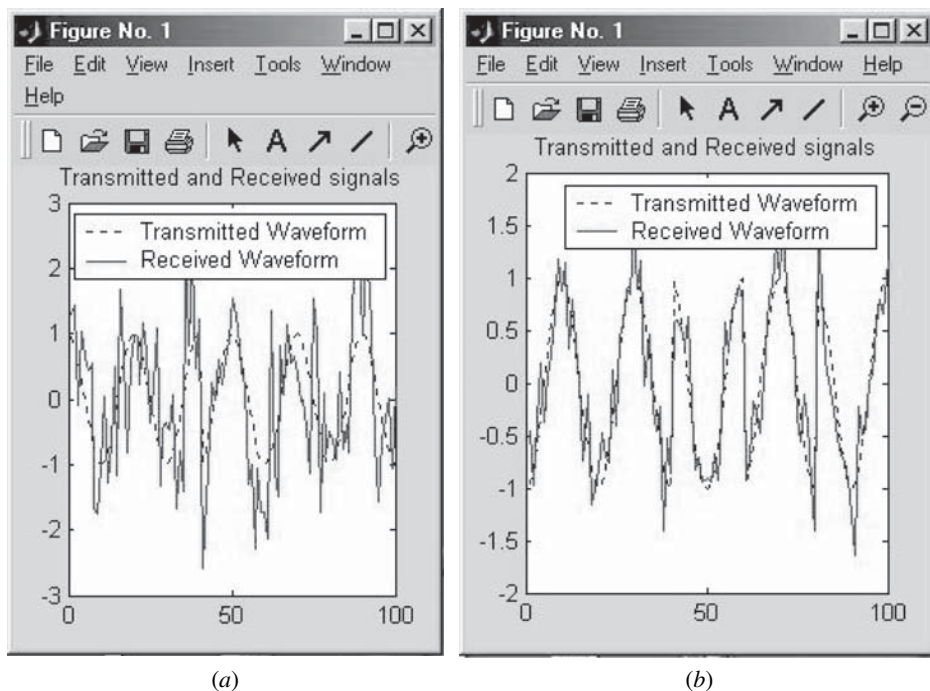 Figure No. 1
File Edit View Insert Tools Window
Help
A
Transmitted and Received signals
Transmitted Waveform
Received Waveform
3
2
1
0
-1
-2
-3
0 50 100
(a)
Figure No. 1
File Edit View Insert Tools Window Help
A
Transmitted and Received signals
Transmitted Waveform
Received Waveform
2
1.5
1
0.5
0
-0.5
-1
-1.5
-2
0 50 100
(b)